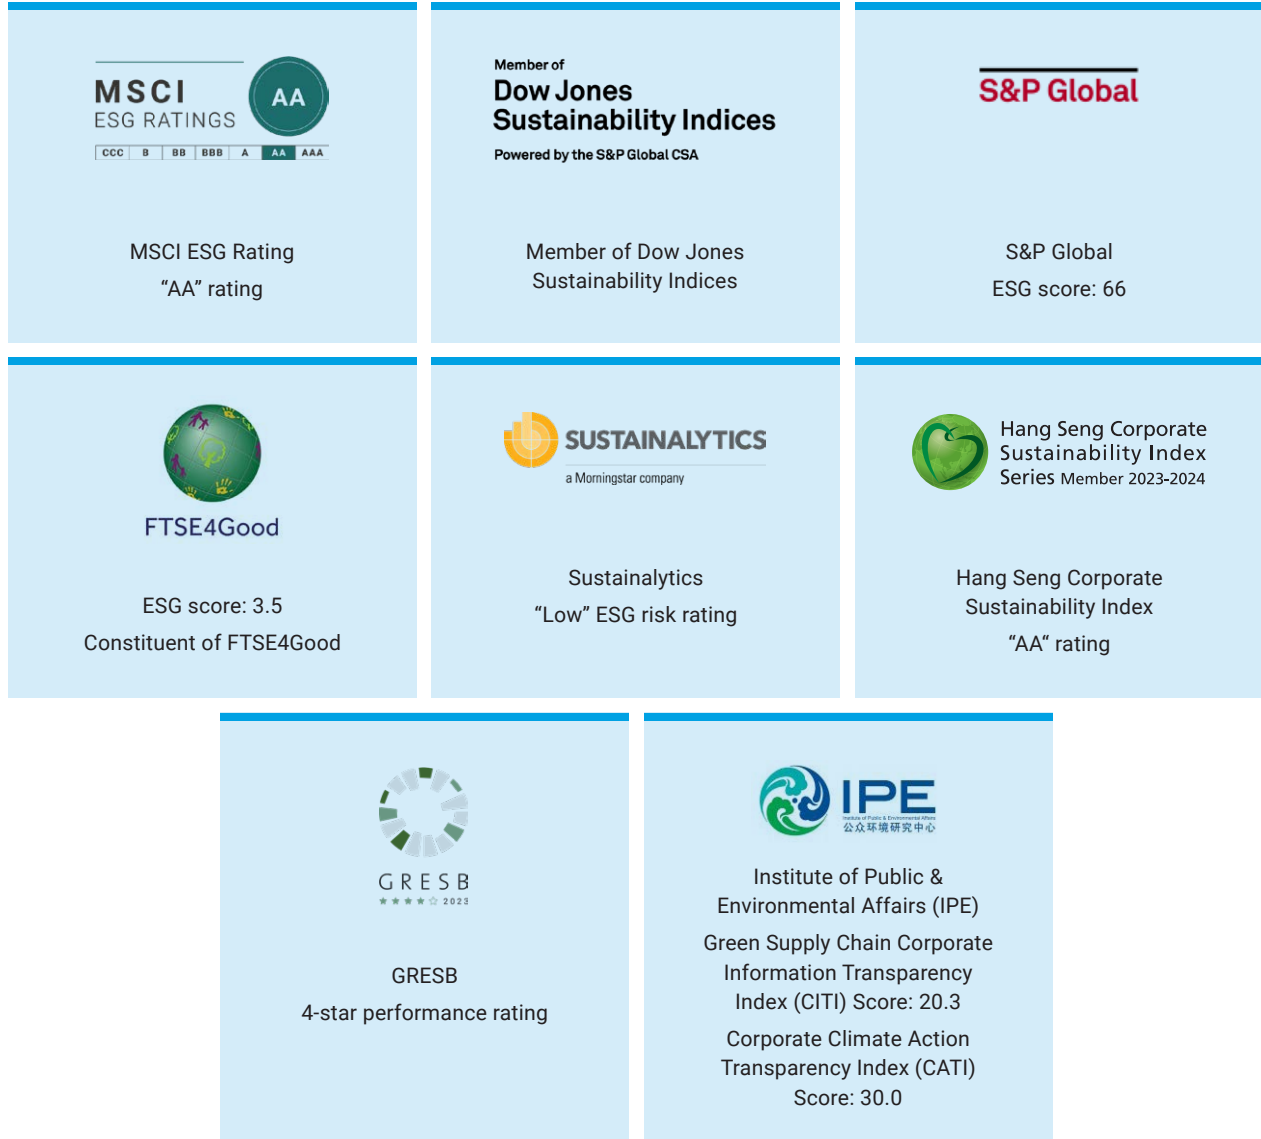 MSCI
ESG RATINGS
AA
CCC B BB BBB A AA AAA
MSCI ESG Rating
“AA” rating
Member of
Dow Jones
Sustainability Indices
Powered by the S&P Global CSA
Member of Dow Jones
Sustainability Indices
S&P Global
S&P Global
ESG score: 66
FTSE4Good
ESG score: 3.5
Constituent of FTSE4Good
SUSTAINALYTICS
a Morningstar company
Sustainalytics
“Low” ESG risk rating
Hang Seng Corporate
Sustainability Index
Series Member 2023-2024
Hang Seng Corporate
Sustainability Index
“AA“ rating
GRESB
★★★★☆ 2023
GRESB
4-star performance rating
IPE
Institute of Public & Environmental Affairs
公众环境研究中心
Institute of Public &
Environmental Affairs (IPE)
Green Supply Chain Corporate
Information Transparency
Index (CITI) Score: 20.3
Corporate Climate Action
Transparency Index (CATI)
Score: 30.0